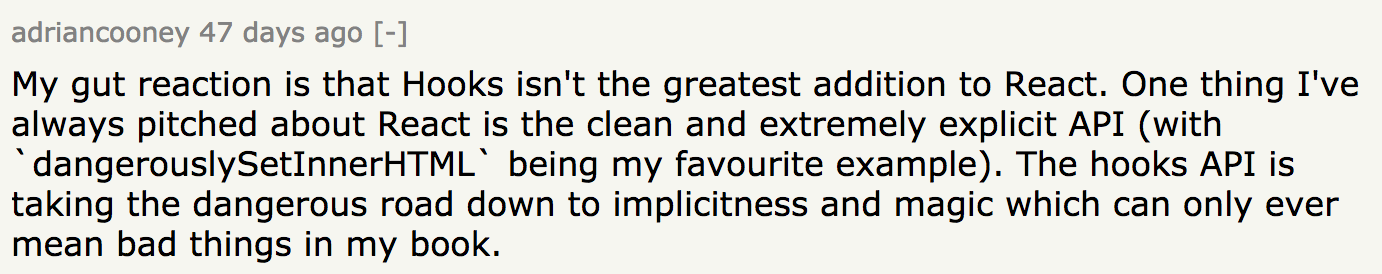 adriancooney 47 days ago [-]
My gut reaction is that Hooks isn't the greatest addition to React. One thing I've
always pitched about React is the clean and extremely explicit API (with
`dangerouslySetInnerHTML` being my favourite example). The hooks API is
taking the dangerous road down to implicitness and magic which can only ever
mean bad things in my book.